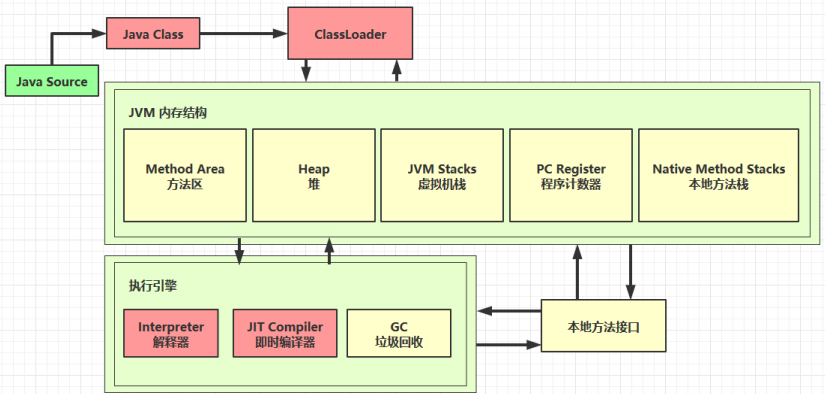 Java Class
ClassLoader
Java Source
JVM 内存结构
Method Area
方法区
Heap
堆
JVM Stacks
虚拟机栈
PC Register
程序计数器
Native Method Stacks
本地方法栈
执行引擎
Interpreter
解释器
JIT Compiler
即时编译器
GC
垃圾回收
本地方法接口